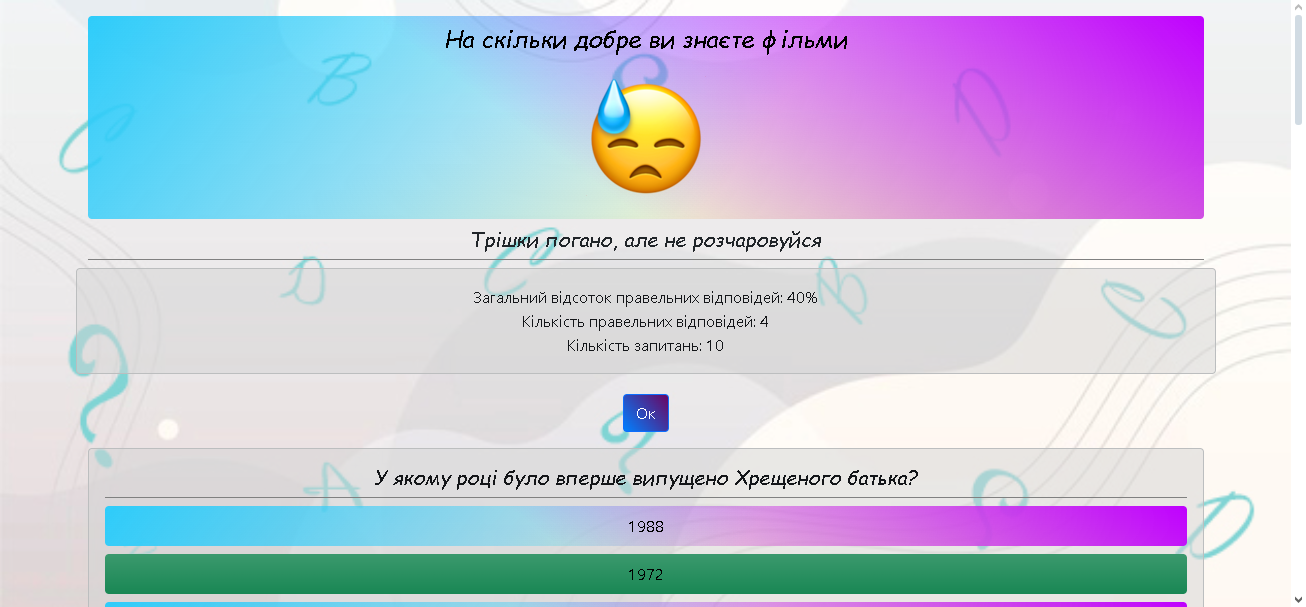 На скільки добре ви знаєте фільми
Трішки погано, але не розчаровуйся
Загальний відсоток правельних відповідей: 40%
Кількість правельних відповідей: 4
Кількість запитань: 10
Ок
У якому році було вперше випущено Хрещеного батька?
1988
1972